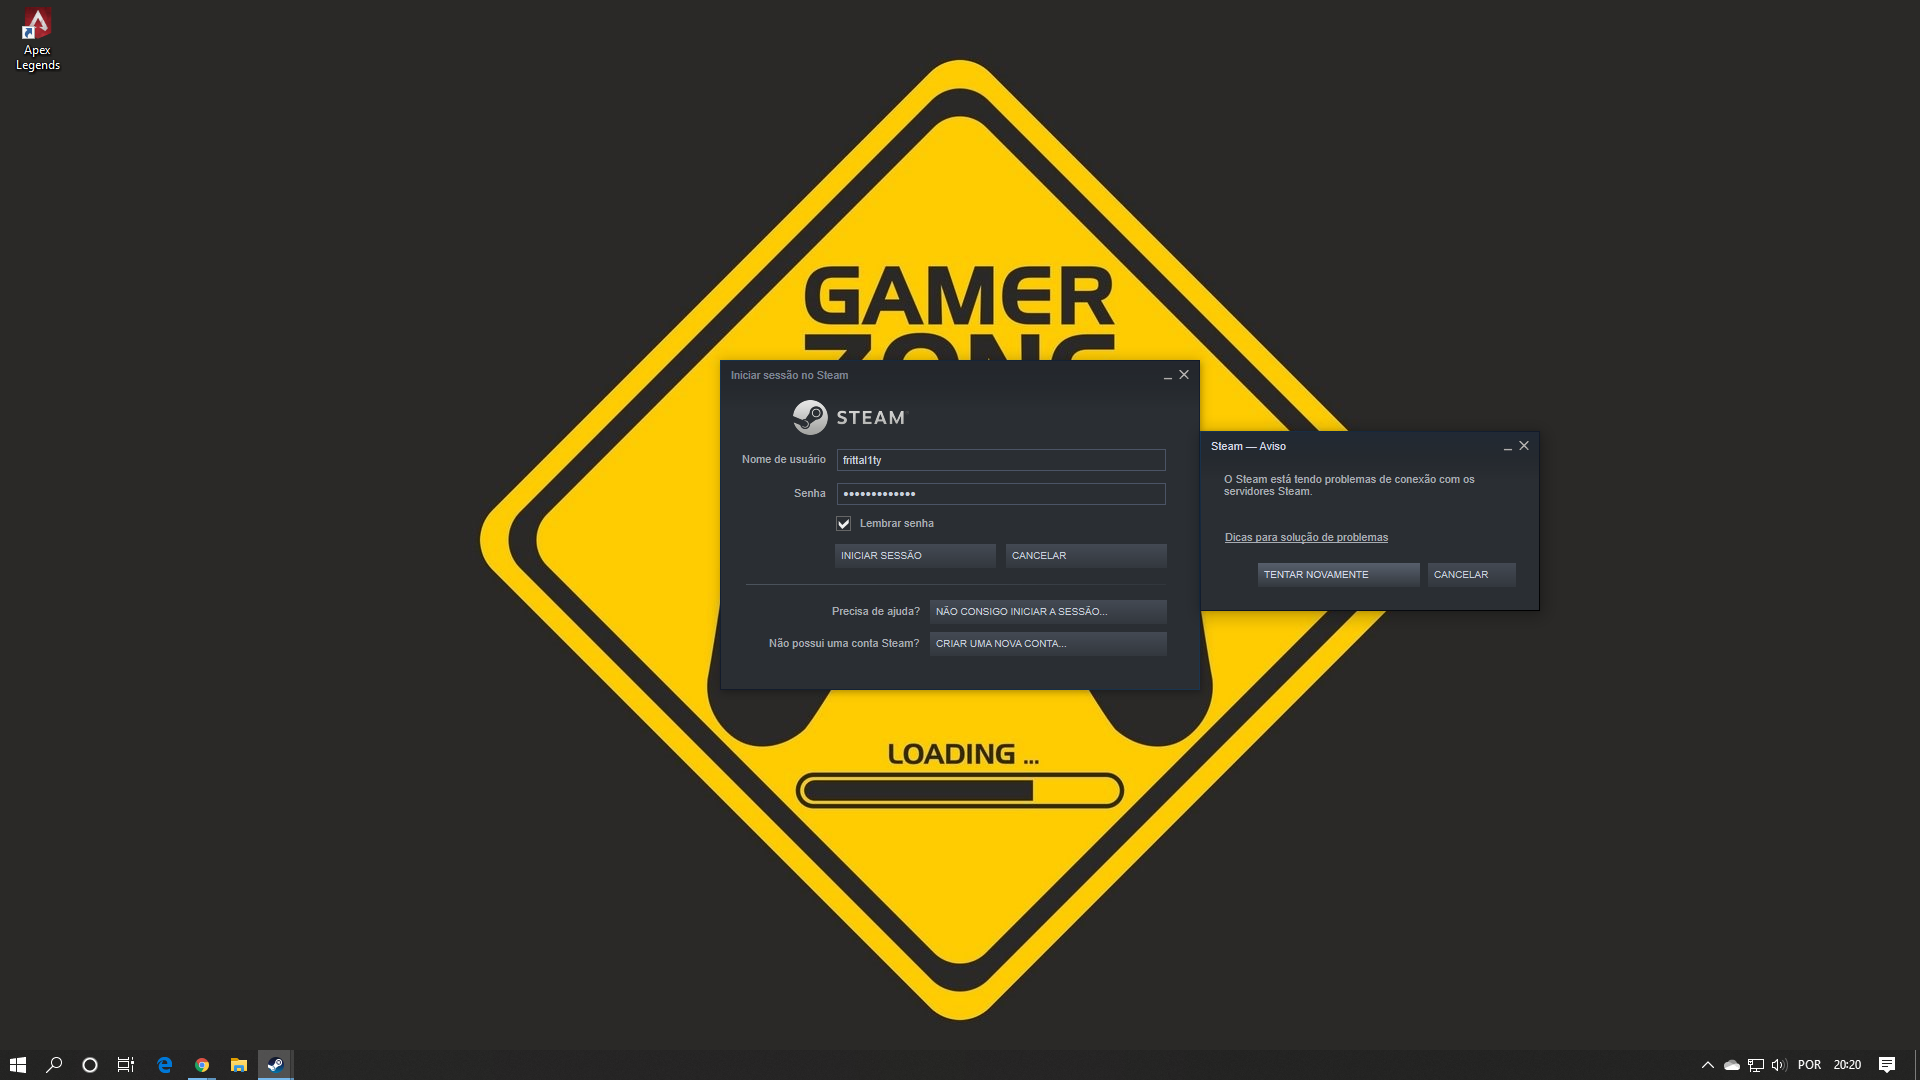 Apex
Legends
GAMER
ZONE
Iniciar sessão no Steam
STEAM
Nome de usuário
frittal1ty
Senha
•••••••••••••
Lembrar senha
INICIAR SESSÃO
CANCELAR
Precisa de ajuda?
NÃO CONSIGO INICIAR A SESSÃO...
Não possui uma conta Steam?
CRIAR UMA NOVA CONTA...
Steam — Aviso
O Steam está tendo problemas de conexão com os
servidores Steam.
Dicas para solução de problemas
TENTAR NOVAMENTE
CANCELAR
LOADING ...
POR
20:20